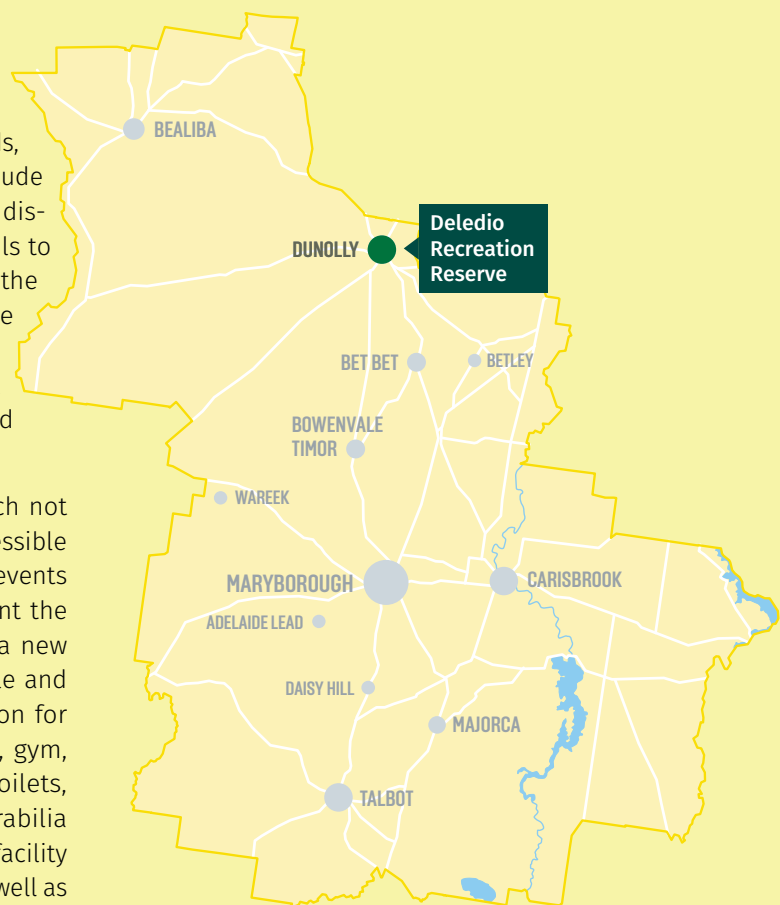 ls,
ude
dis-
ls to
the
e
d
ch not
essible
events
nt the
a new
le and
on for
, gym,
oilets,
rabilia
facility
well as
BEALIBA
DUNOLLY
Deledio
Recreation
Reserve
BET BET
BETLEY
BOWENVALE
TIMOR
WAREEK
MARYBOROUGH
CARISBROOK
ADELAIDE LEAD
DAISY HILL
MAJORCA
TALBOT